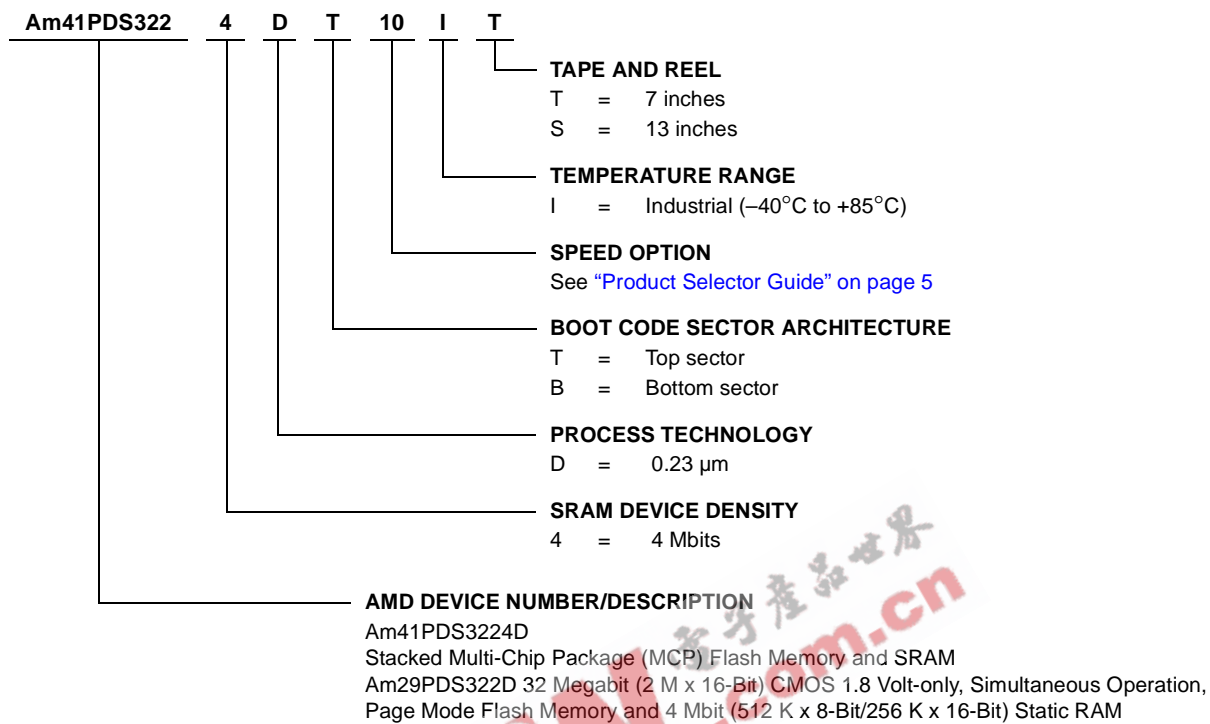 Am41PDS322 4 D T 10 I T
TAPE AND REEL
T = 7 inches
S = 13 inches
TEMPERATURE RANGE
I = Industrial (–40°C to +85°C)
SPEED OPTION
See “Product Selector Guide” on page 5
BOOT CODE SECTOR ARCHITECTURE
T = Top sector
B = Bottom sector
PROCESS TECHNOLOGY
D = 0.23 µm
SRAM DEVICE DENSITY
4 = 4 Mbits
AMD DEVICE NUMBER/DESCRIPTION
Am41PDS3224D
Stacked Multi-Chip Package (MCP) Flash Memory and SRAM
Am29PDS322D 32 Megabit (2 M x 16-Bit) CMOS 1.8 Volt-only, Simultaneous Operation,
Page Mode Flash Memory and 4 Mbit (512 K x 8-Bit/256 K x 16-Bit) Static RAM
.com.cn